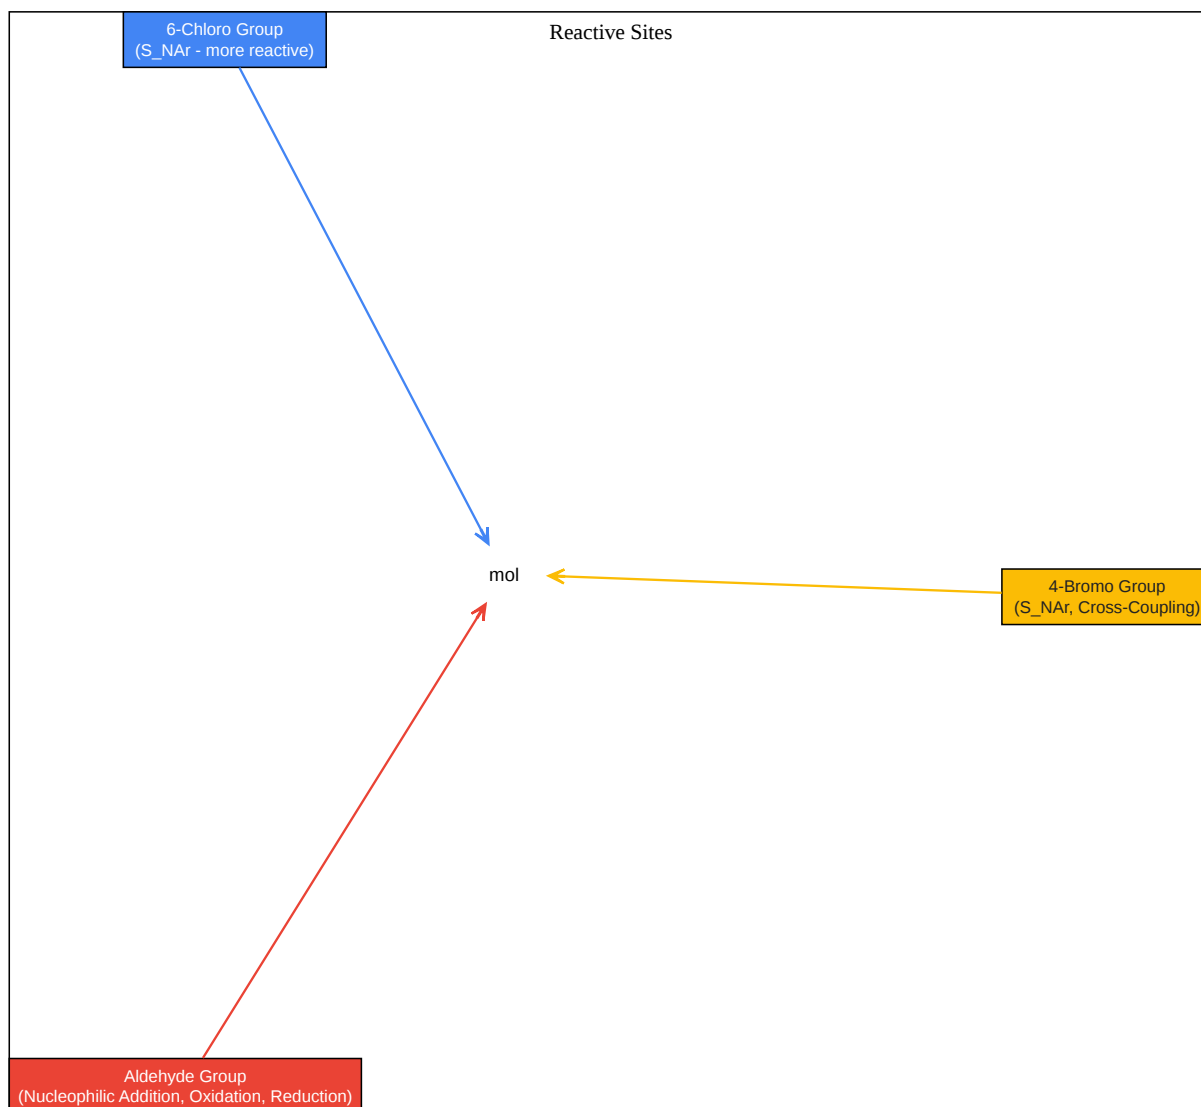 6-Chloro Group
(S_NAr - more reactive)
Reactive Sites
mol
4-Bromo Group
(S_NAr, Cross-Coupling)
Aldehyde Group
(Nucleophilic Addition, Oxidation, Reduction)